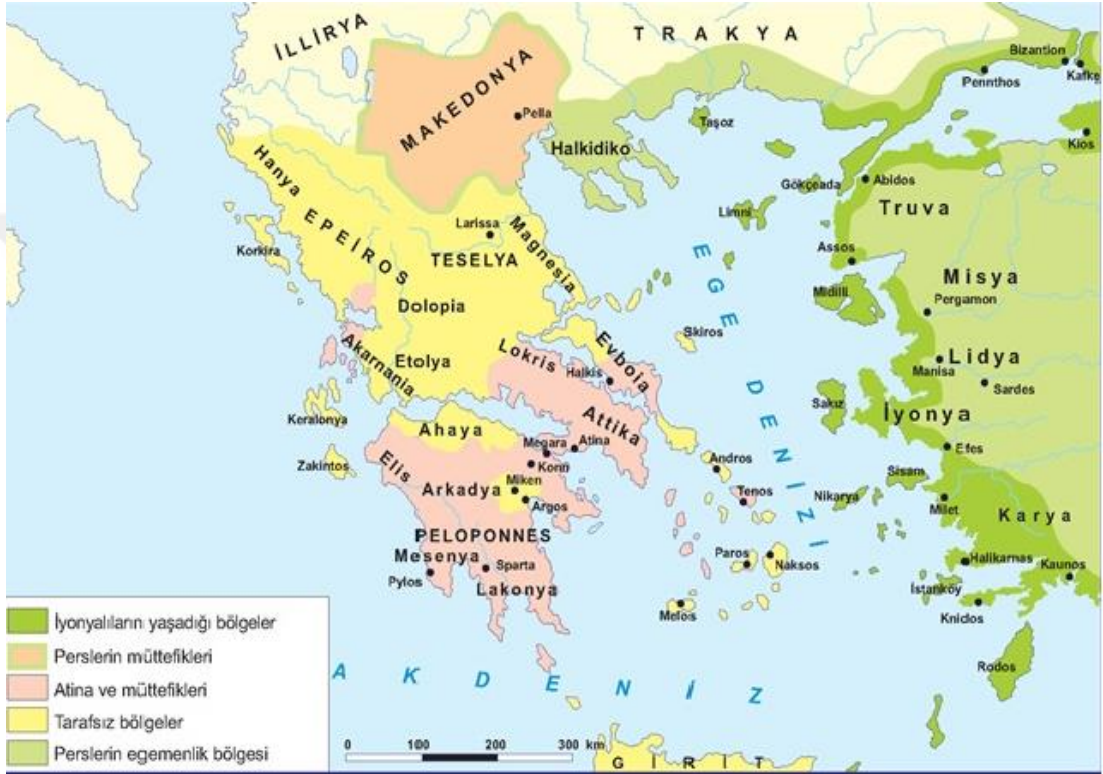 İLLİRYA
TRAKYA
MAKEDONYA
Bizantion
Pennthos
Kafke
Pella
Taşoz
Kios
Halkidiko
Hanya
Gökçeada
Abidos
Limni
Truva
EPEİROS
Larissa
Magnesia
Korkira
TESELYA
EGE DENİZİ
Assos
Misya
Midilli
Pergamon
Dolopia
Skiros
Akarnania
Etolya
Lokris
Evboia
Halkis
Lidya
Manisa
Sardes
Keralonya
Attika
Sakız
İyonya
Ahaya
Megara
Atina
Efes
Zakintos
Elis
Korın
Andros
Sisam
Arkadya
Miken
Tenos
Nikarya
Milet
Argos
Karya
PELOPONNES
Mesenya
Paros
Naksos
Halikarnas
Kaunos
Pylos
Sparta
Lakonya
İstanköy
Melois
Knidos
İyonyalıların yaşadığı bölgeler
Perslerin müttefikleri
Atina ve müttefikleri
Tarafsız bölgeler
Perslerin egemenlik bölgesi
Rodos
AKDENİZ
0 100 200 300 km
GİRİT